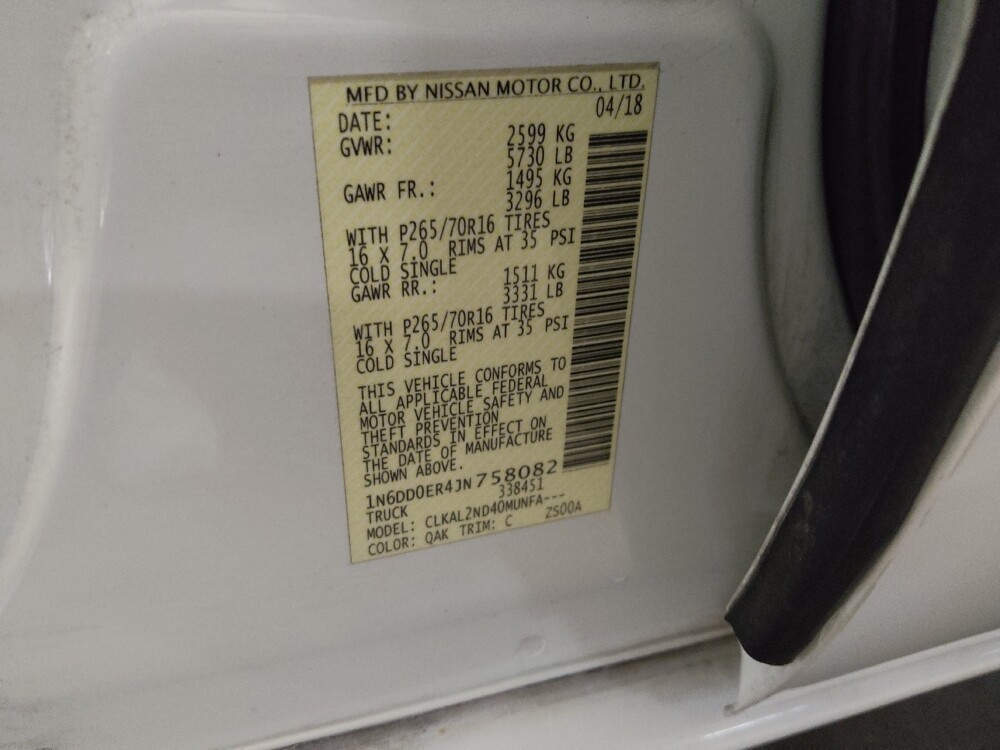 MFD BY NISSAN MOTOR CO., LTD.
DATE: 04/18
GVWR: 2599 KG
5730 LB
GAWR FR.: 1495 KG
3296 LB
WITH P265/70R16 TIRES
16 X 7.0 RIMS AT 35 PSI
COLD SINGLE
GAWR RR.: 1511 KG
3331 LB
WITH P265/70R16 TIRES
16 X 7.0 RIMS AT 35 PSI
COLD SINGLE
THIS VEHICLE CONFORMS TO
ALL APPLICABLE FEDERAL
MOTOR VEHICLE SAFETY AND
THEFT PREVENTION
STANDARDS IN EFFECT ON
THE DATE OF MANUFACTURE
SHOWN ABOVE.
1N6DD0ER4JN758082
TRUCK 338451
MODEL: CLKAL2ND40MUNFA---
COLOR: QAK TRIM: C ZS00A